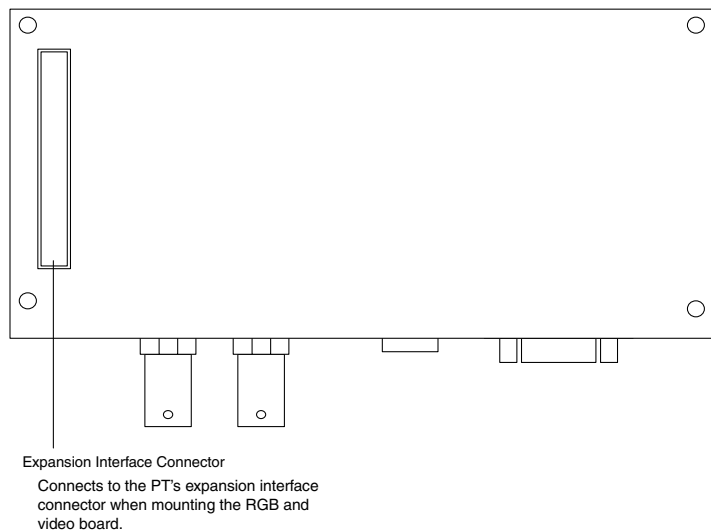 Expansion Interface Connector
Connects to the PT's expansion interface
connector when mounting the RGB and
video board.